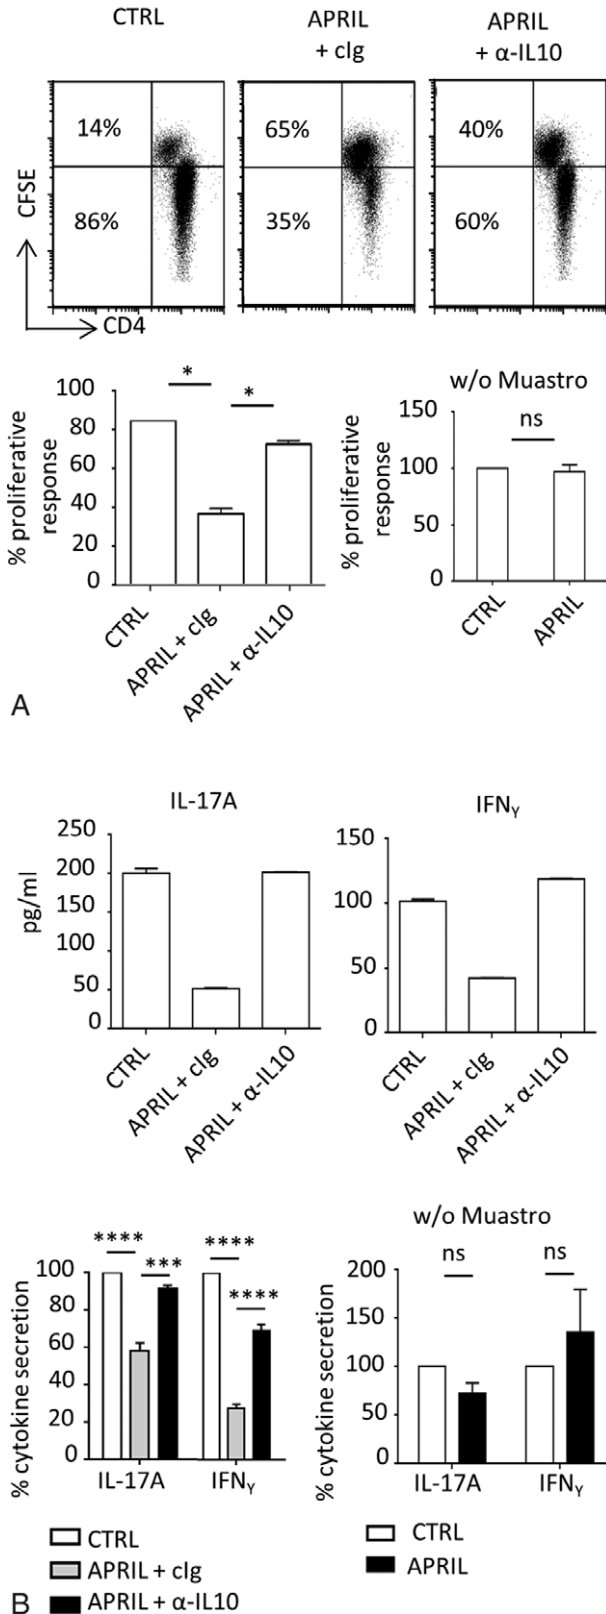 CTRL
APRIL
+ cIg
APRIL
+ α-IL10
14%
65%
40%
86%
35%
60%
CFSE
CD4
% proliferative
response
100
80
60
40
20
0
*
*
CTRL
APRIL + cIg
APRIL + α-IL10
w/o Muastro
% proliferative
response
150
100
50
0
ns
CTRL
APRIL
A
IL-17A
pg/ml
250
200
150
100
50
0
CTRL
APRIL + cIg
APRIL + α-IL10
IFNγ
150
100
50
0
CTRL
APRIL + cIg
APRIL + α-IL10
% cytokine secretion
100
80
60
40
20
0
****
***
****
****
IL-17A
IFNγ
CTRL
APRIL + cIg
APRIL + α-IL10
w/o Muastro
% cytokine secretion
200
150
100
50
0
ns
ns
IL-17A
IFNγ
CTRL
APRIL
B